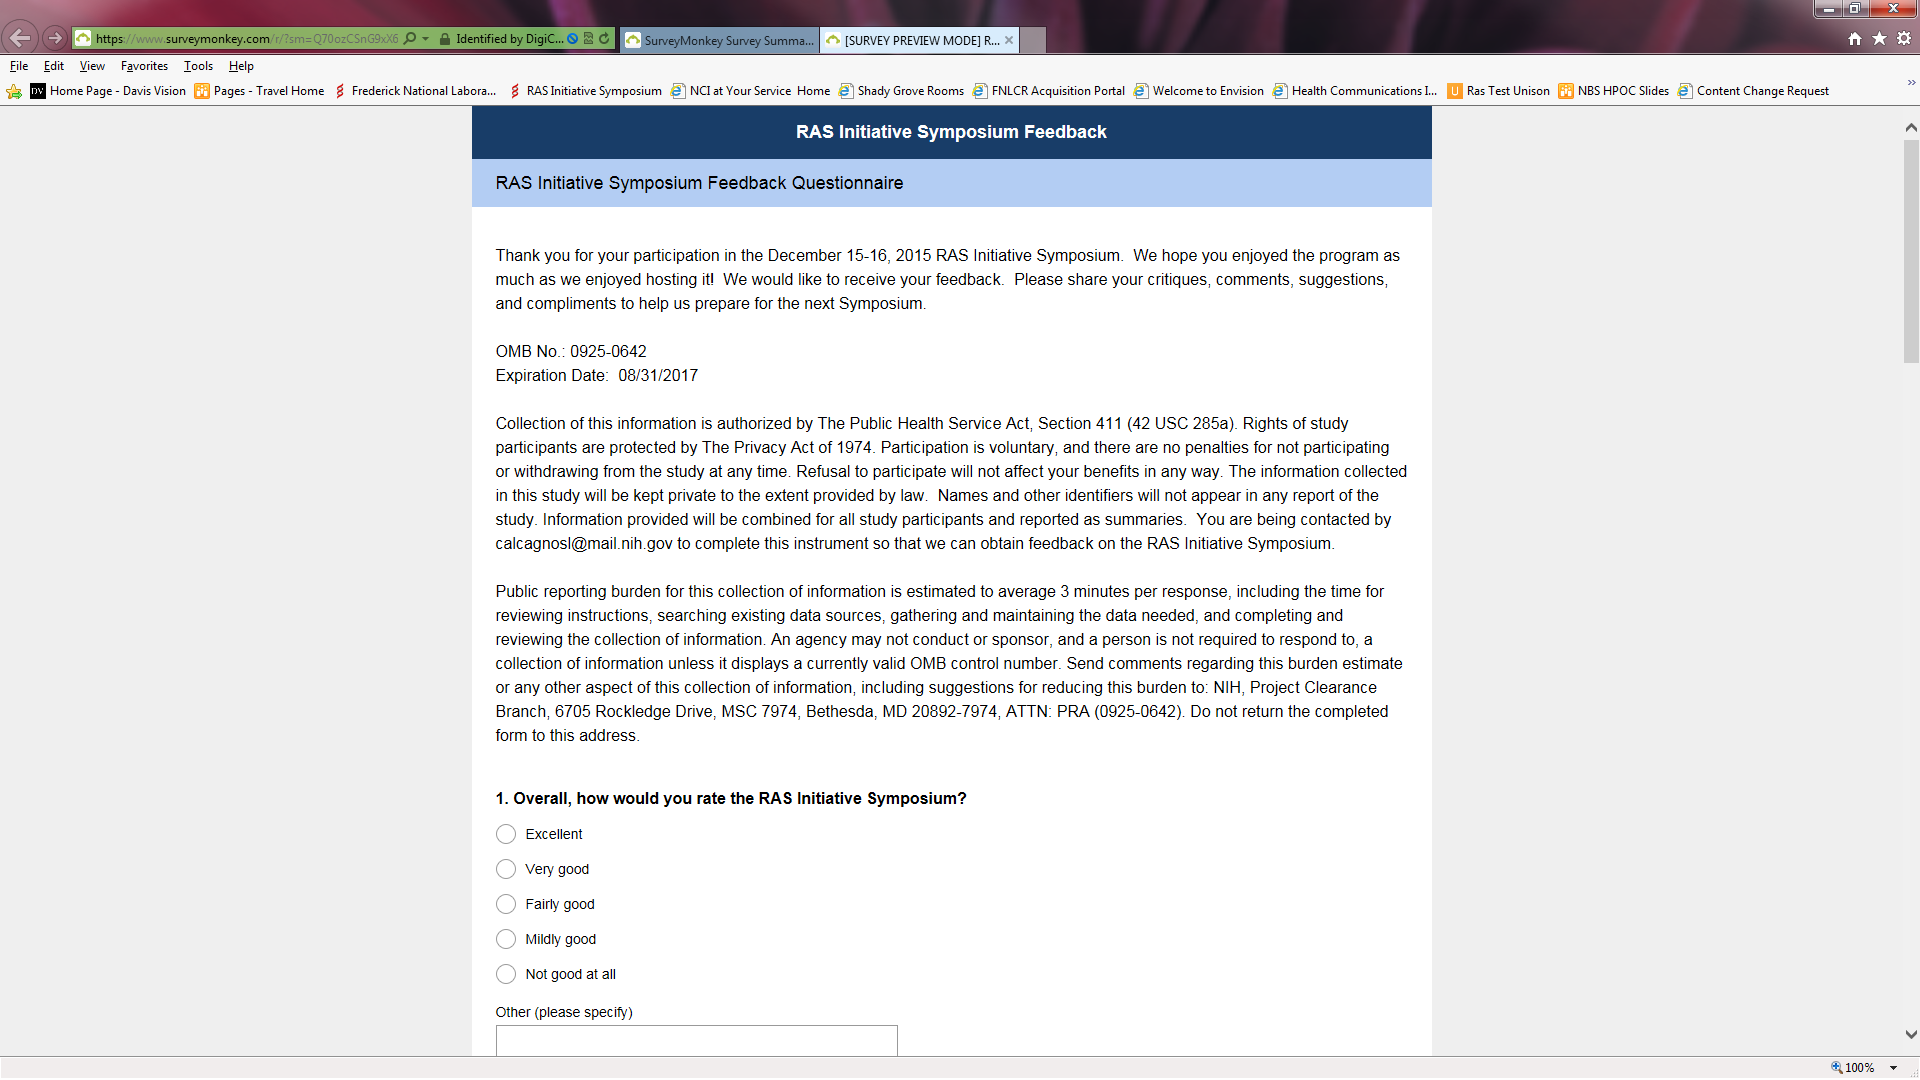 https://www.surveymonkey.com/r/?sm=Q70ozCSnG9xX6
Identified by DigiC...
SurveyMonkey Survey Summa...
[SURVEY PREVIEW MODE] R...
File Edit View Favorites Tools Help
Home Page - Davis Vision Pages - Travel Home Frederick National Labora... RAS Initiative Symposium NCI at Your Service Home Shady Grove Rooms FNLCR Acquisition Portal Welcome to Envision Health Communications I... Ras Test Unison NBS HPOC Slides Content Change Request
RAS Initiative Symposium Feedback
RAS Initiative Symposium Feedback Questionnaire
Thank you for your participation in the December 15-16, 2015 RAS Initiative Symposium. We hope you enjoyed the program as
much as we enjoyed hosting it! We would like to receive your feedback. Please share your critiques, comments, suggestions,
and compliments to help us prepare for the next Symposium.
OMB No.: 0925-0642
Expiration Date: 08/31/2017
Collection of this information is authorized by The Public Health Service Act, Section 411 (42 USC 285a). Rights of study
participants are protected by The Privacy Act of 1974. Participation is voluntary, and there are no penalties for not participating
or withdrawing from the study at any time. Refusal to participate will not affect your benefits in any way. The information collected
in this study will be kept private to the extent provided by law. Names and other identifiers will not appear in any report of the
study. Information provided will be combined for all study participants and reported as summaries. You are being contacted by
calcagnosl@mail.nih.gov to complete this instrument so that we can obtain feedback on the RAS Initiative Symposium.
Public reporting burden for this collection of information is estimated to average 3 minutes per response, including the time for
reviewing instructions, searching existing data sources, gathering and maintaining the data needed, and completing and
reviewing the collection of information. An agency may not conduct or sponsor, and a person is not required to respond to, a
collection of information unless it displays a currently valid OMB control number. Send comments regarding this burden estimate
or any other aspect of this collection of information, including suggestions for reducing this burden to: NIH, Project Clearance
Branch, 6705 Rockledge Drive, MSC 7974, Bethesda, MD 20892-7974, ATTN: PRA (0925-0642). Do not return the completed
form to this address.
1. Overall, how would you rate the RAS Initiative Symposium?
Excellent
Very good
Fairly good
Mildly good
Not good at all
Other (please specify)
100%